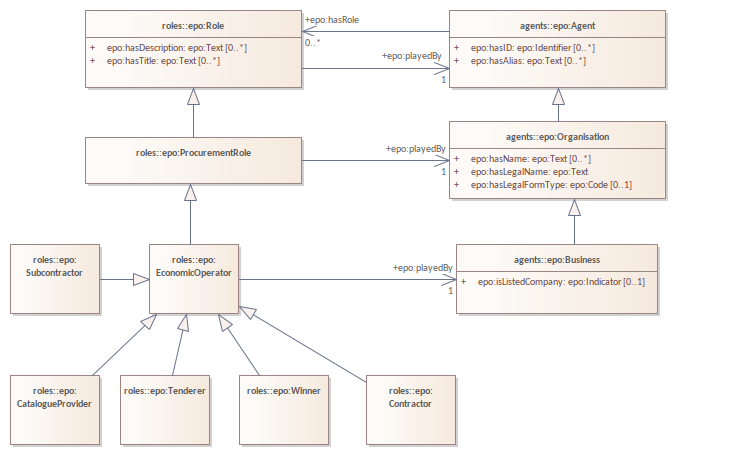 roles::epo:Role
+ epo:hasDescription: epo:Text [0..*]
+ epo:hasTitle: epo:Text [0..*]
+epo:hasRole
0..*
+epo:playedBy
1
agents::epo:Agent
+ epo:hasID: epo:Identifier [0..*]
+ epo:hasAlias: epo:Text [0..*]
roles::epo:ProcurementRole
+epo:playedBy
1
agents::epo:Organisation
+ epo:hasName: epo:Text [0..*]
+ epo:hasLegalName: epo:Text
+ epo:hasLegalFormType: epo:Code [0..1]
roles::epo:
Subcontractor
roles::epo:
EconomicOperator
+epo:playedBy
1
agents::epo:Business
+ epo:isListedCompany: epo:Indicator [0..1]
roles::epo:
CatalogueProvider
roles::epo:Tenderer
roles::epo:Winner
roles::epo:
Contractor